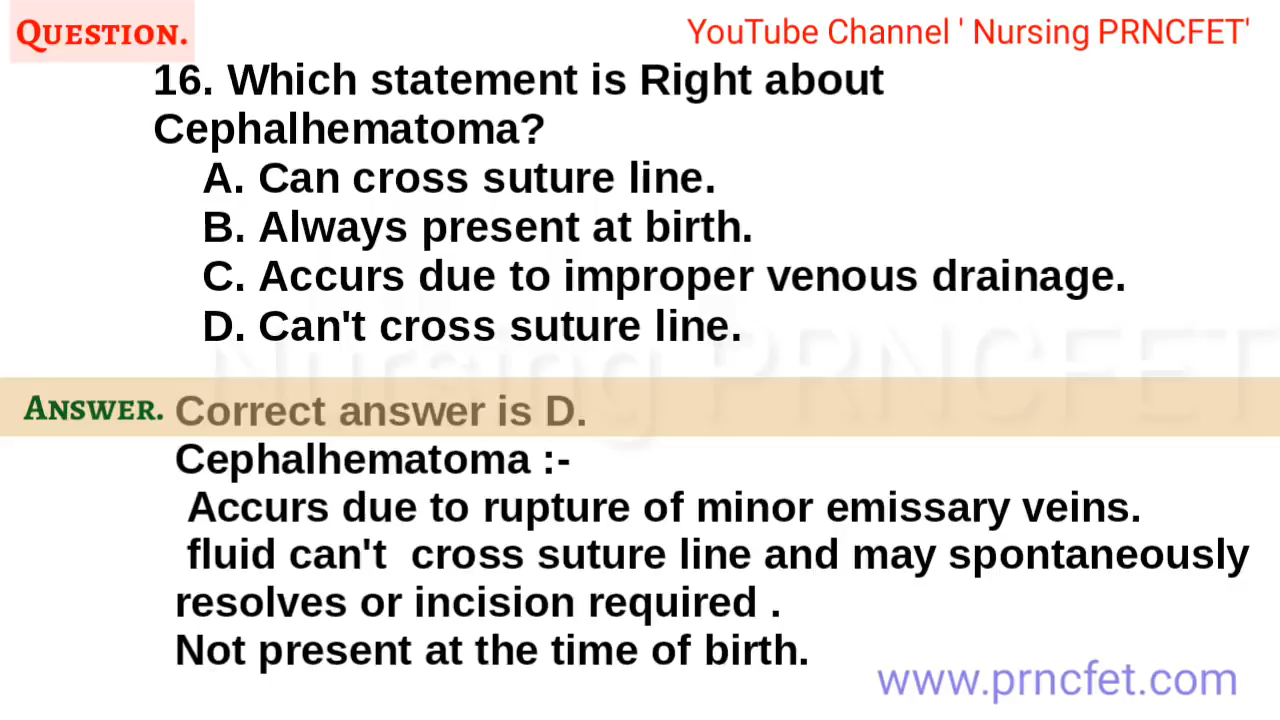 QUESTION.
YouTube Channel ' Nursing PRNCFET'
16. Which statement is Right about
Cephalhematoma?
A. Can cross suture line.
B. Always present at birth.
C. Accurs due to improper venous drainage.
D. Can't cross suture line.
Nursing PRNCFET
ANSWER. Correct answer is D.
Cephalhematoma :-
Accurs due to rupture of minor emissary veins.
fluid can't cross suture line and may spontaneously
resolves or incision required .
Not present at the time of birth.
www.prncfet.com